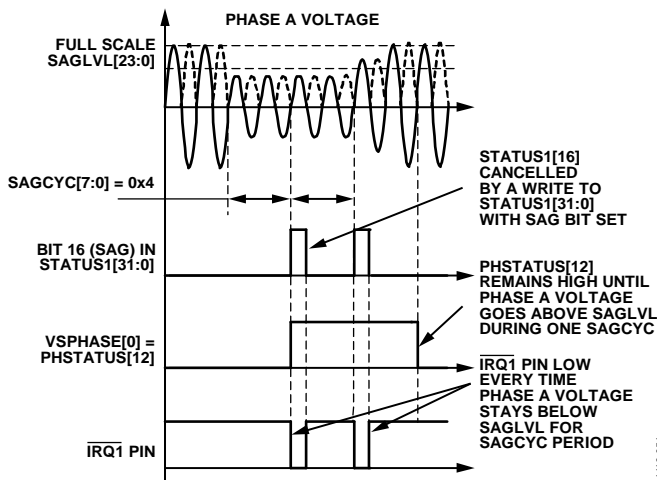 PHASE A VOLTAGE
FULL SCALE
SAGLVL[23:0]
SAGCYC[7:0] = 0x4
STATUS1[16]
CANCELLED
BY A WRITE TO
STATUS1[31:0]
WITH SAG BIT SET
BIT 16 (SAG) IN
STATUS1[31:0]
PHSTATUS[12]
REMAINS HIGH UNTIL
PHASE A VOLTAGE
GOES ABOVE SAGLVL
DURING ONE SAGCYC
VSPHASE[0] =
PHSTATUS[12]
IRQ1 PIN LOW
EVERY TIME
PHASE A VOLTAGE
STAYS BELOW
SAGLVL FOR
SAGCYC PERIOD
IRQ1 PIN